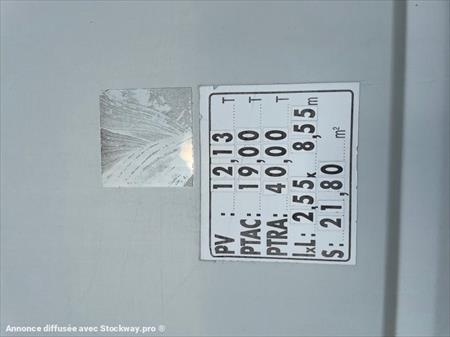 PV : 12,13 T
PTAC: 19,00 T
PTRA: 40,00 T
lxL: 2,55 x 8,55 m
S: 21,80 m²
Annonce diffusée avec Stockway.pro ®